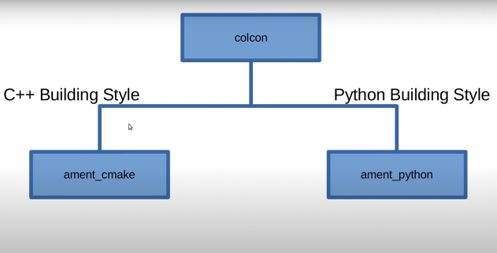 colcon
C++ Building Style
Python Building Style
ament_cmake
ament_python